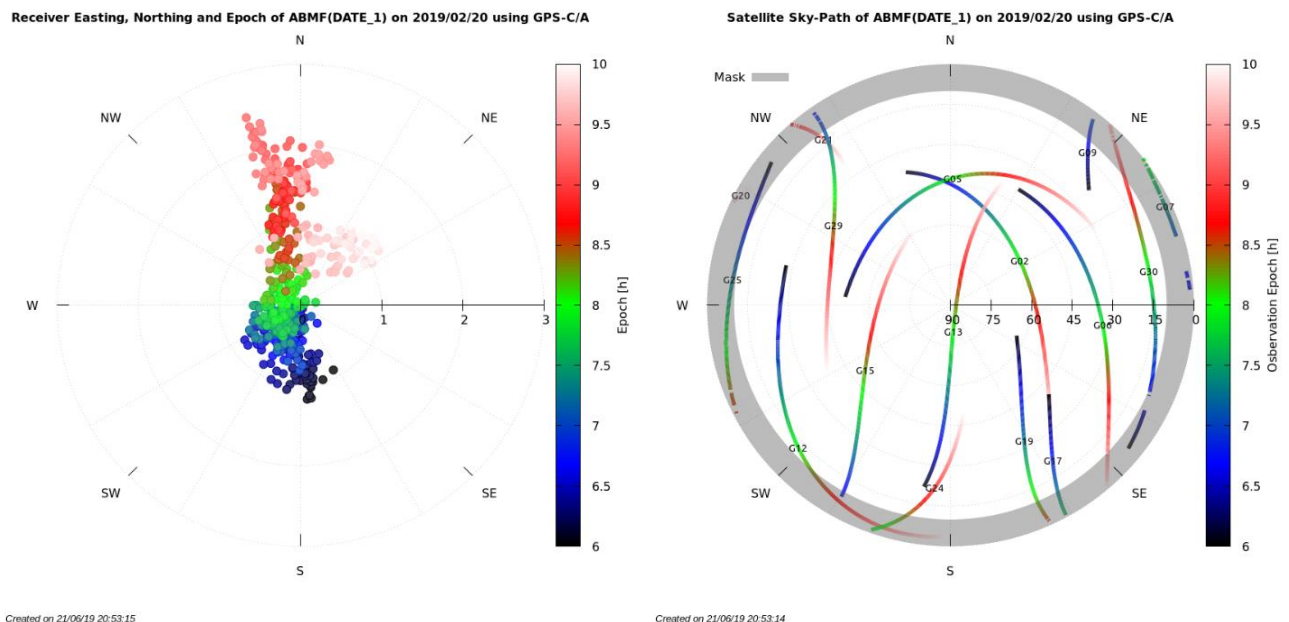 Receiver Easting, Northing and Epoch of ABMF(DATE_1) on 2019/02/20 using GPS-C/A
N
NW
NE
W
0
1
2
3
SW
SE
S
10
9.5
9
8.5
8
7.5
7
6.5
6
Epoch [h]
Created on 21/06/19 20:53:15
Satellite Sky-Path of ABMF(DATE_1) on 2019/02/20 using GPS-C/A
N
Mask
NW
NE
G21
G09
G20
G05
G07
G29
G02
G25
G30
W
90
75
60
45
30
15
0
G13
G06
G15
G12
G19
G17
G24
SW
SE
S
10
9.5
9
8.5
8
7.5
7
6.5
6
Osbervation Epoch [h]
Created on 21/06/19 20:53:14